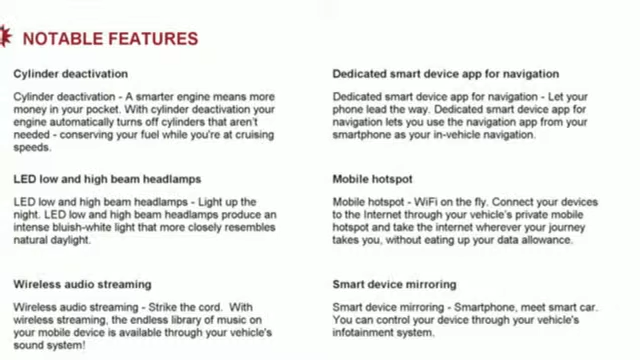 NOTABLE FEATURES
Cylinder deactivation
Cylinder deactivation - A smarter engine means more
money in your pocket. With cylinder deactivation your
engine automatically turns off cylinders that aren't
needed - conserving your fuel while you're at cruising
speeds.
LED low and high beam headlamps
LED low and high beam headlamps - Light up the
night. LED low and high beam headlamps produce an
intense bluish-white light that more closely resembles
natural daylight.
Wireless audio streaming
Wireless audio streaming - Strike the cord. With
wireless streaming, the endless library of music on
your mobile device is available through your vehicle's
sound system!
Dedicated smart device app for navigation
Dedicated smart device app for navigation - Let your
phone lead the way. Dedicated smart device app for
navigation lets you use the navigation app from your
smartphone as your in-vehicle navigation.
Mobile hotspot
Mobile hotspot - WiFi on the fly. Connect your devices
to the Internet through your vehicle's private mobile
hotspot and take the internet wherever your journey
takes you, without eating up your data allowance.
Smart device mirroring
Smart device mirroring - Smartphone, meet smart car.
You can control your device through your vehicle's
infotainment system.